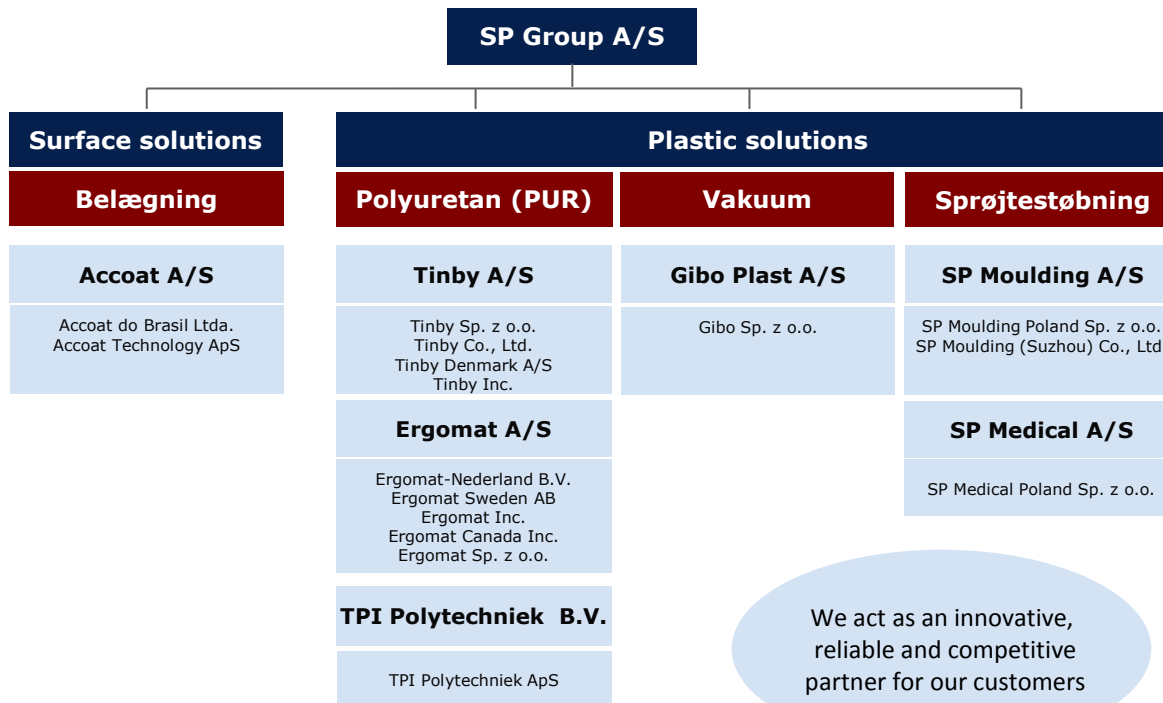 SP Group A/S
Surface solutions
Plastic solutions
Belægning
Polyuretan (PUR)
Vakuum
Sprøjtestøbning
Accoat A/S
Accoat do Brasil Ltda.
Accoat Technology ApS
Tinby A/S
Tinby Sp. z o.o.
Tinby Co., Ltd.
Tinby Denmark A/S
Tinby Inc.
Ergomat A/S
Ergomat-Nederland B.V.
Ergomat Sweden AB
Ergomat Inc.
Ergomat Canada Inc.
Ergomat Sp. z o.o.
TPI Polytechniek B.V.
TPI Polytechniek ApS
Gibo Plast A/S
Gibo Sp. z o.o.
SP Moulding A/S
SP Moulding Poland Sp. z o.o.
SP Moulding (Suzhou) Co., Ltd
SP Medical A/S
SP Medical Poland Sp. z o.o.
We act as an innovative,
reliable and competitive
partner for our customers